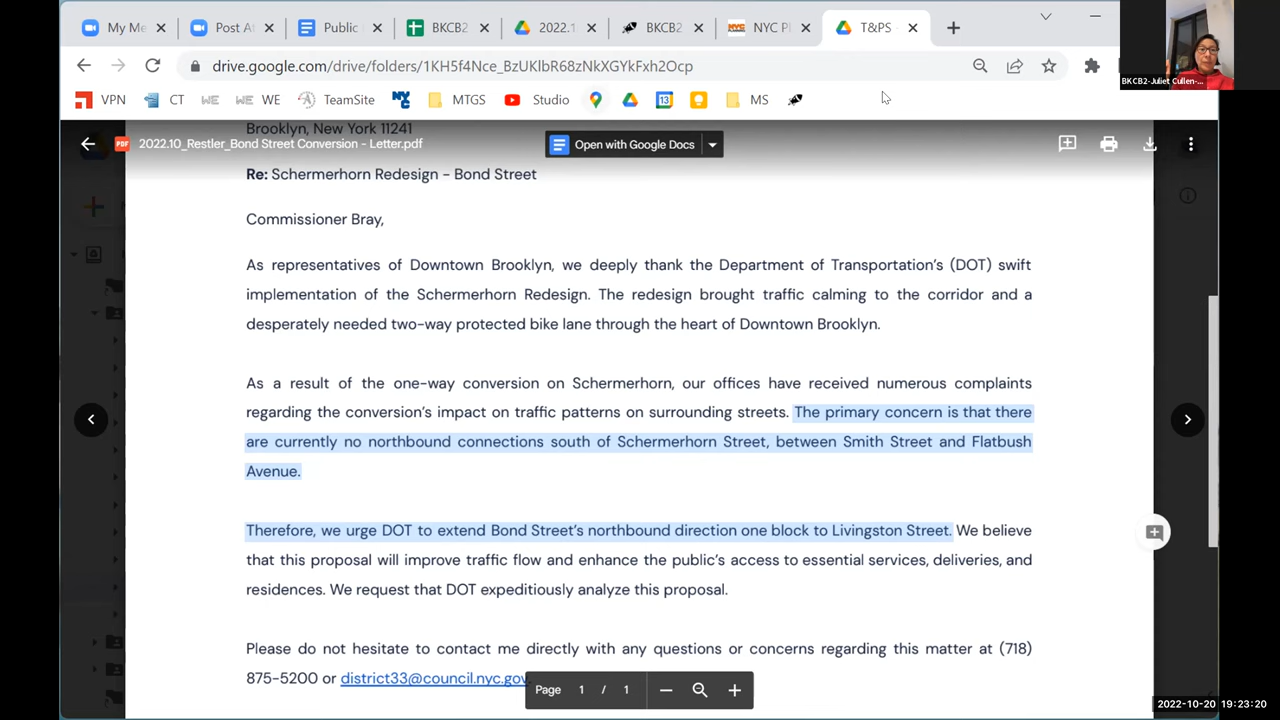 My M
Post A
Public
BKCB2
2022.1
BKCB2
NYC P
T&PS -
drive.google.com/drive/folders/1KH5f4Nce_BzUKIbR68zNkXGYkFxh2Ocp
VPN CT WE WE TeamSite NYC MTGS Studio 13 MS
BKCB2-Juliet Cullen-...
Brooklyn, New York 11241
PDF 2022.10_Restler_Bond Street Conversion - Letter.pdf
Open with Google Docs
Re: Schermerhorn Redesign - Bond Street
Commissioner Bray,
As representatives of Downtown Brooklyn, we deeply thank the Department of Transportation's (DOT) swift
implementation of the Schermerhorn Redesign. The redesign brought traffic calming to the corridor and a
desperately needed two-way protected bike lane through the heart of Downtown Brooklyn.
As a result of the one-way conversion on Schermerhorn, our offices have received numerous complaints
regarding the conversion's impact on traffic patterns on surrounding streets. The primary concern is that there
are currently no northbound connections south of Schermerhorn Street, between Smith Street and Flatbush
Avenue.
Therefore, we urge DOT to extend Bond Street's northbound direction one block to Livingston Street. We believe
that this proposal will improve traffic flow and enhance the public's access to essential services, deliveries, and
residences. We request that DOT expeditiously analyze this proposal.
Please do not hesitate to contact me directly with any questions or concerns regarding this matter at (718)
875-5200 or district33@council.nyc.gov
Page 1 / 1
2022-10-20 19:23:20